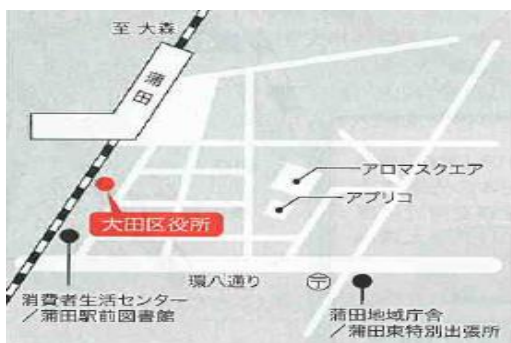 至 大森
蒲田
アロマスクエア
アプリコ
大田区役所
環八通り
〒
消費者生活センター
／蒲田駅前図書館
蒲田地域庁舎
／蒲田東特別出張所